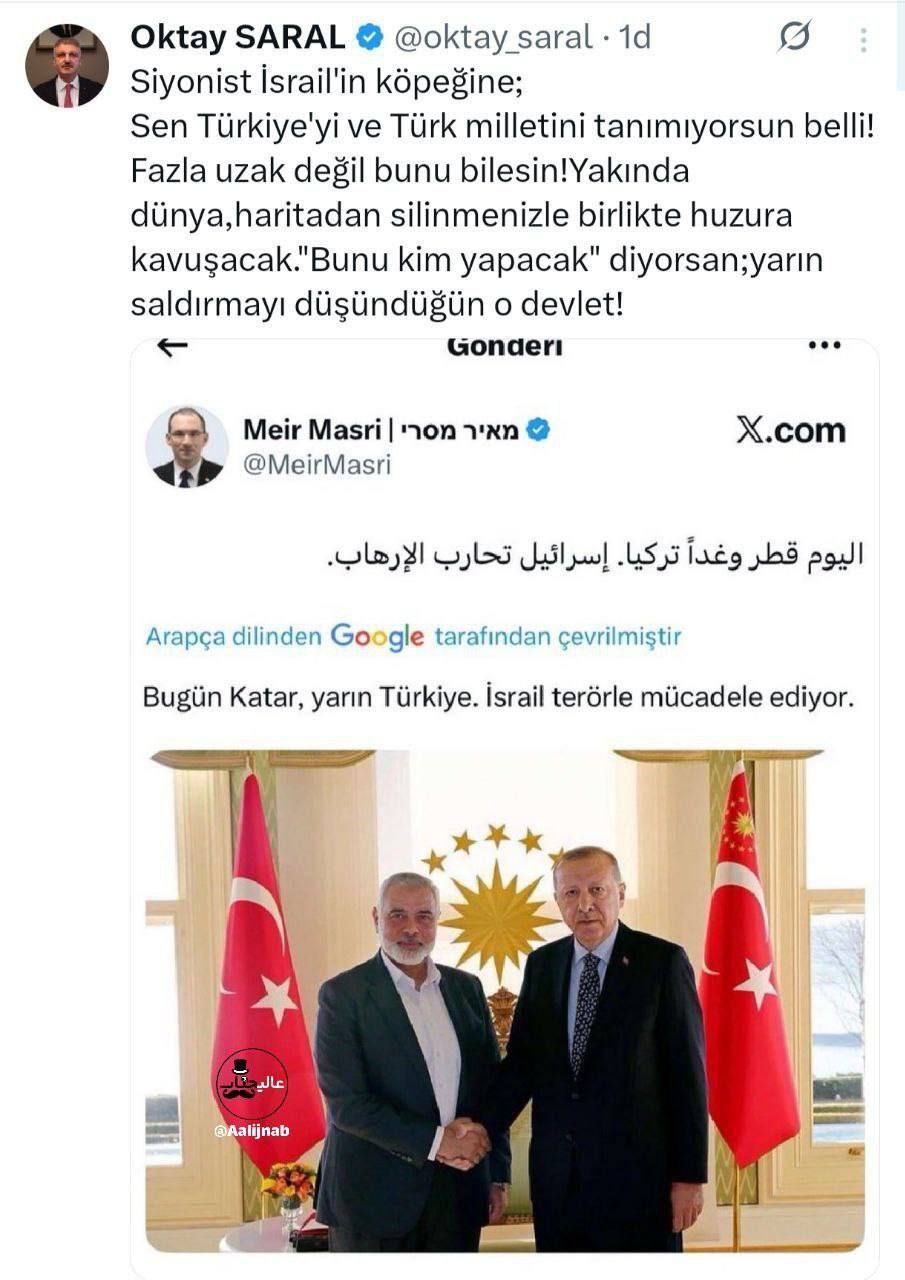 Oktay SARAL @oktay_saral · 1d
Siyonist İsrail'in köpeğine;
Sen Türkiye'yi ve Türk milletini tanımıyorsun belli!
Fazla uzak değil bunu bilesin!Yakında
dünya,haritadan silinmenizle birlikte huzura
kavuşacak."Bunu kim yapacak" diyorsan;yarın
saldırmayı düşündüğün o devlet!
Gönderi
Meir Masri | מאיר מסרי
X.com
@MeirMasri
اليوم قطر وغداً تركيا. إسرائيل تحارب الإرهاب.
Arapça dilinden Google tarafından çevrilmiştir
Bugün Katar, yarın Türkiye. İsrail terörle mücadele ediyor.
عالیجناب
@Aalijnab